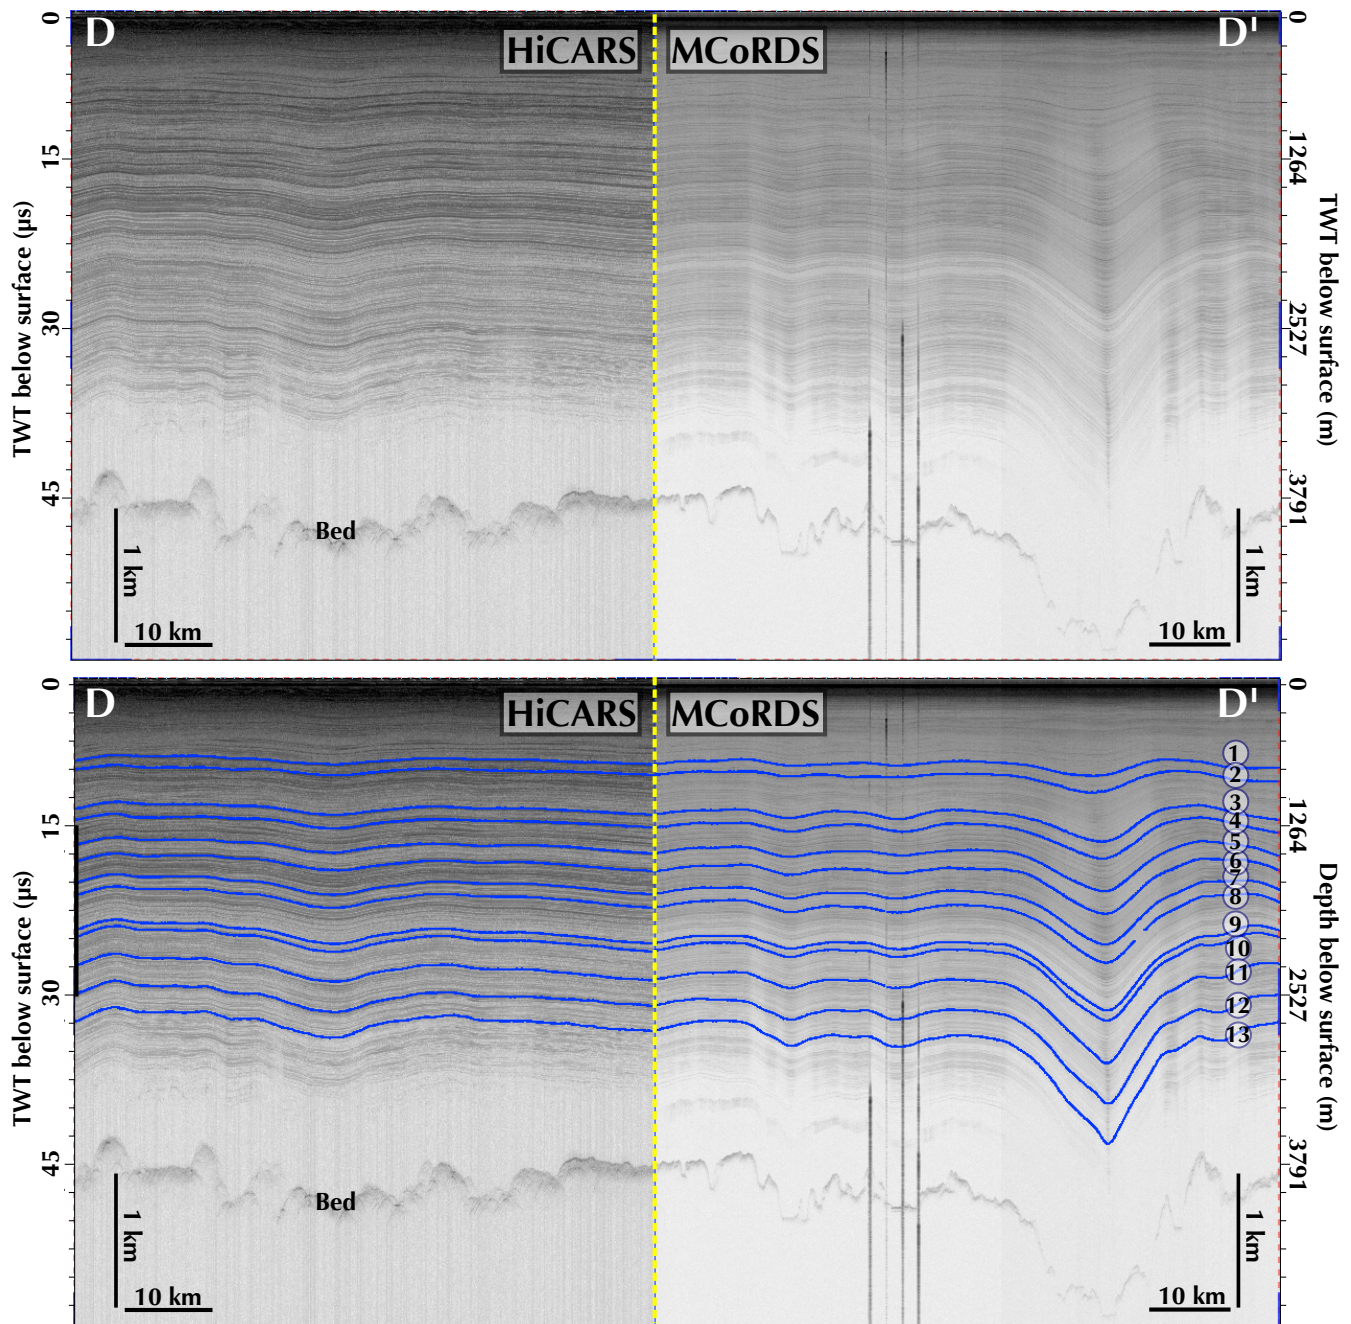 D HiCARS MCoRDS D'
0 0
15 1264
30 2527
45 3791
TWT below surface (µs)
TWT below surface (m)
Bed
1 km 1 km
10 km 10 km
D HiCARS MCoRDS D'
0 0
1
2
3
4
15 1264
5
6
7
8
9
10
11
30 2527
12
13
45 3791
TWT below surface (µs)
Depth below surface (m)
Bed
1 km 1 km
10 km 10 km